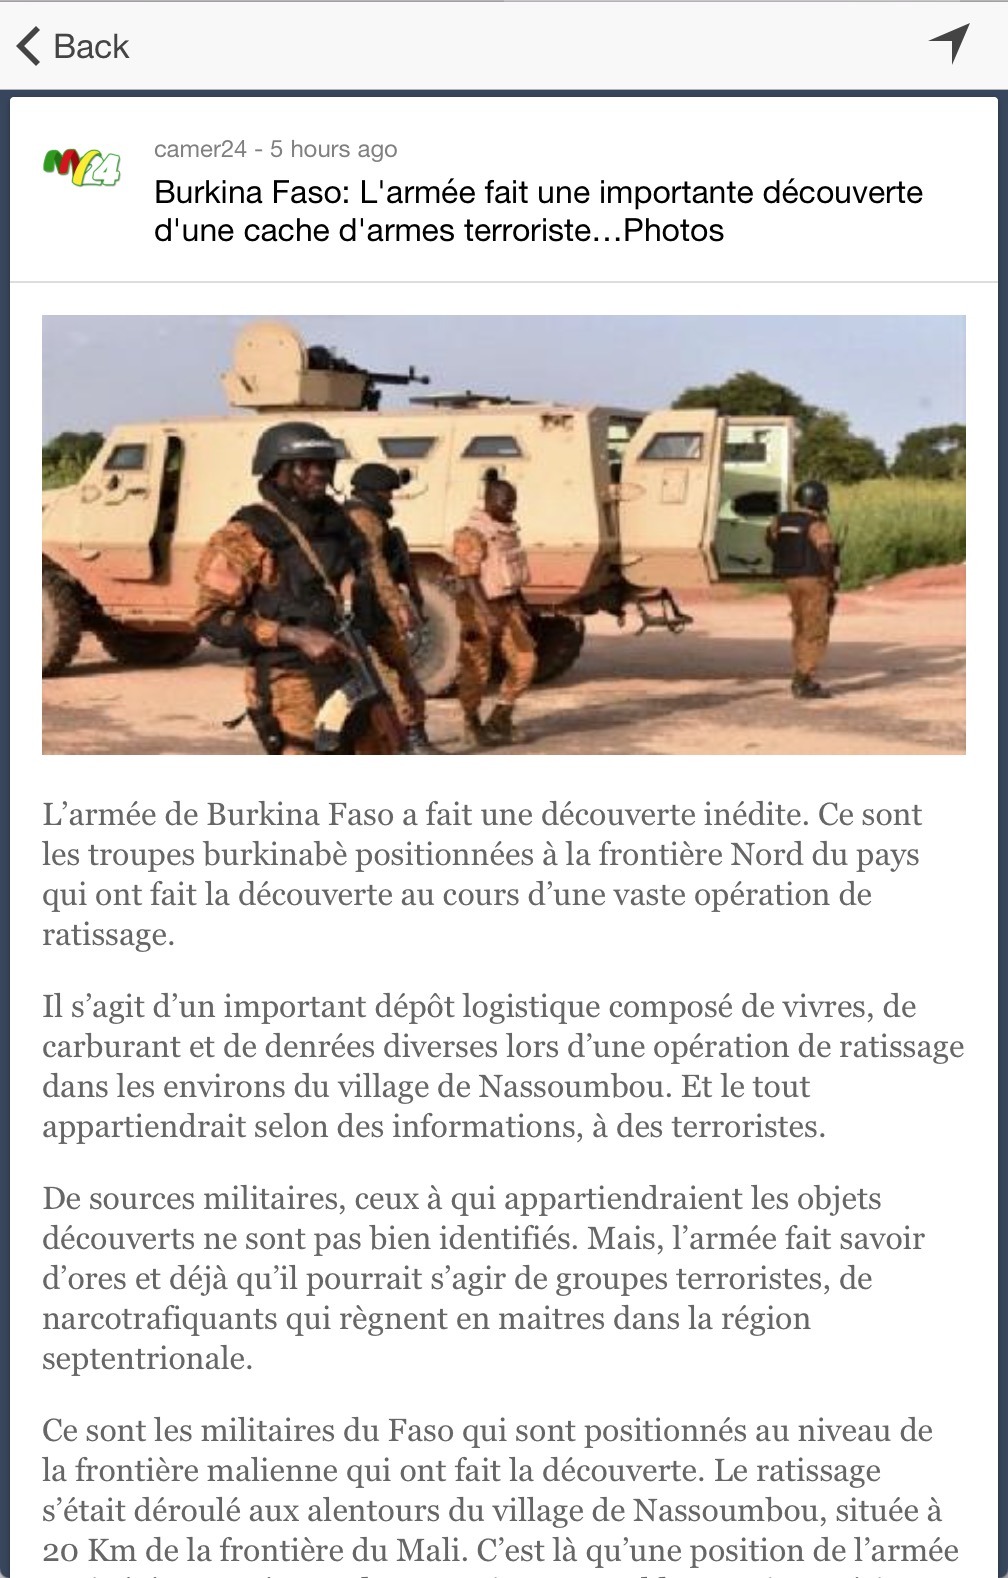 Back
camer24 - 5 hours ago
Burkina Faso: L'armée fait une importante découverte
d'une cache d'armes terroriste…Photos
L’armée de Burkina Faso a fait une découverte inédite. Ce sont
les troupes burkinabè positionnées à la frontière Nord du pays
qui ont fait la découverte au cours d’une vaste opération de
ratissage.
Il s’agit d’un important dépôt logistique composé de vivres, de
carburant et de denrées diverses lors d’une opération de ratissage
dans les environs du village de Nassoumbou. Et le tout
appartiendrait selon des informations, à des terroristes.
De sources militaires, ceux à qui appartiendraient les objets
découverts ne sont pas bien identifiés. Mais, l’armée fait savoir
d’ores et déjà qu’il pourrait s’agir de groupes terroristes, de
narcotrafiquants qui règnent en maitres dans la région
septentrionale.
Ce sont les militaires du Faso qui sont positionnés au niveau de
la frontière malienne qui ont fait la découverte. Le ratissage
s’était déroulé aux alentours du village de Nassoumbou, située à
20 Km de la frontière du Mali. C’est là qu’une position de l’armée